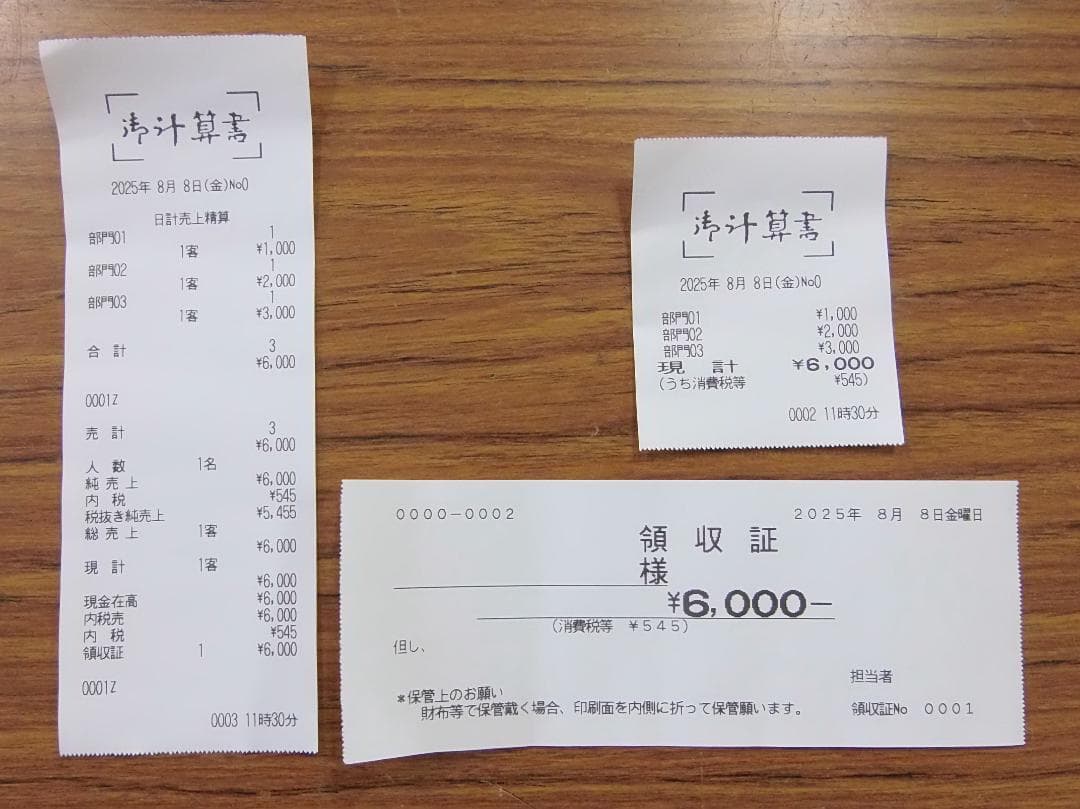 御計算書
2025年 8月 8日(金)No0
日計売上精算
部門01 1
1客 ¥1,000
部門02 1
1客 ¥2,000
部門03 1
1客 ¥3,000
合 計 3
¥6,000
0001Z
売 計 3
¥6,000
人 数 1名
純 売 上 ¥6,000
内 税 ¥545
税抜き純売上 ¥5,455
総 売 上 1客
¥6,000
現 計 1客
¥6,000
現金在高 ¥6,000
内税売 ¥6,000
内 税 ¥545
領収証 1 ¥6,000
0001Z
0003 11時30分
御計算書
2025年 8月 8日(金)No0
部門01 ¥1,000
部門02 ¥2,000
部門03 ¥3,000
現 計 ¥6,000
(うち消費税等 ¥545)
0002 11時30分
0000-0002 2025年 8月 8日金曜日
領 収 証
様
¥6,000-
(消費税等 ¥545)
但し、
担当者
*保管上のお願い
財布等で保管戴く場合、印刷面を内側に折って保管願います。 領収証No 0001